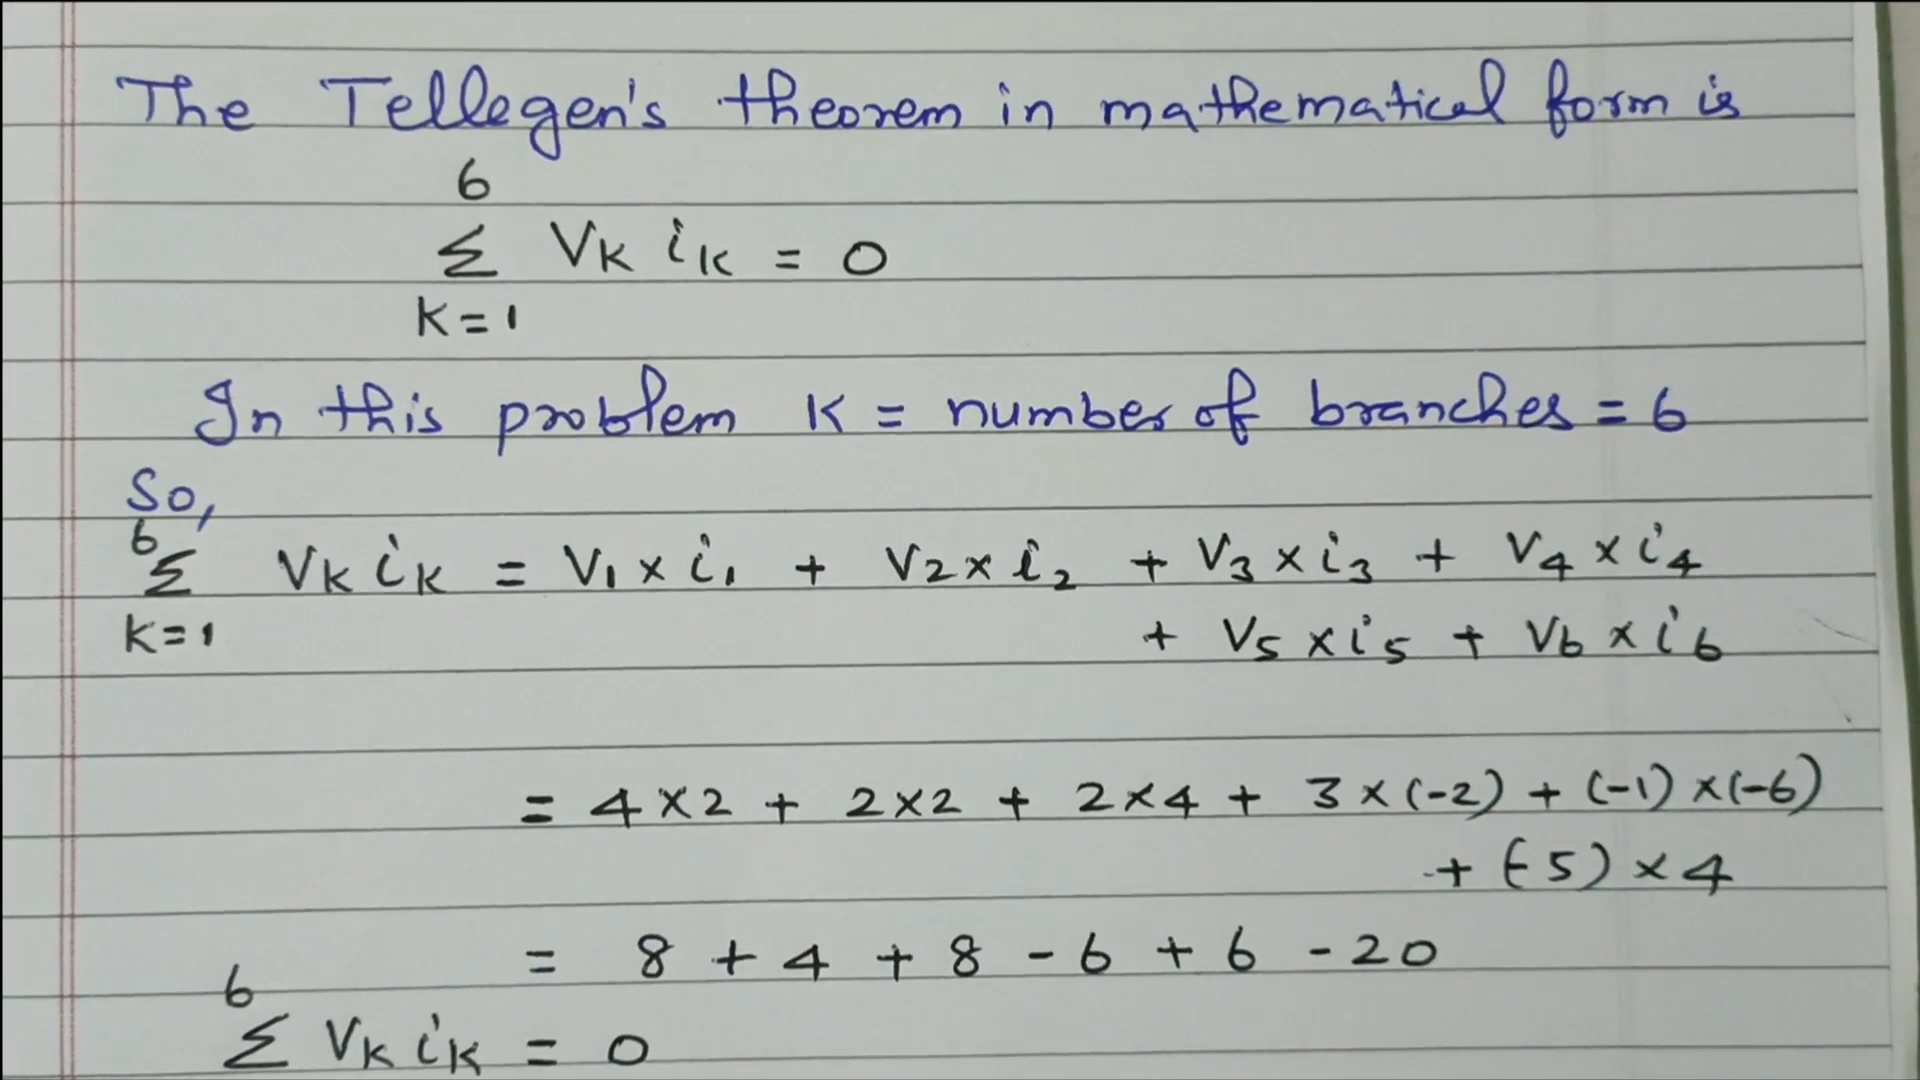 The Tellegen's theorem in mathematical form is
6
Σ Vk ik = 0
K=1
In this problem K = number of branches = 6
So,
6
Σ Vk ik = V1 × i1 + V2 × i2 + V3 × i3 + V4 × i4
K=1
+ V5 × i5 + V6 × i6
= 4 × 2 + 2 × 2 + 2 × 4 + 3 × (-2) + (-1) × (-6)
+ (-5) × 4
= 8 + 4 + 8 - 6 + 6 - 20
6
Σ Vk ik = 0